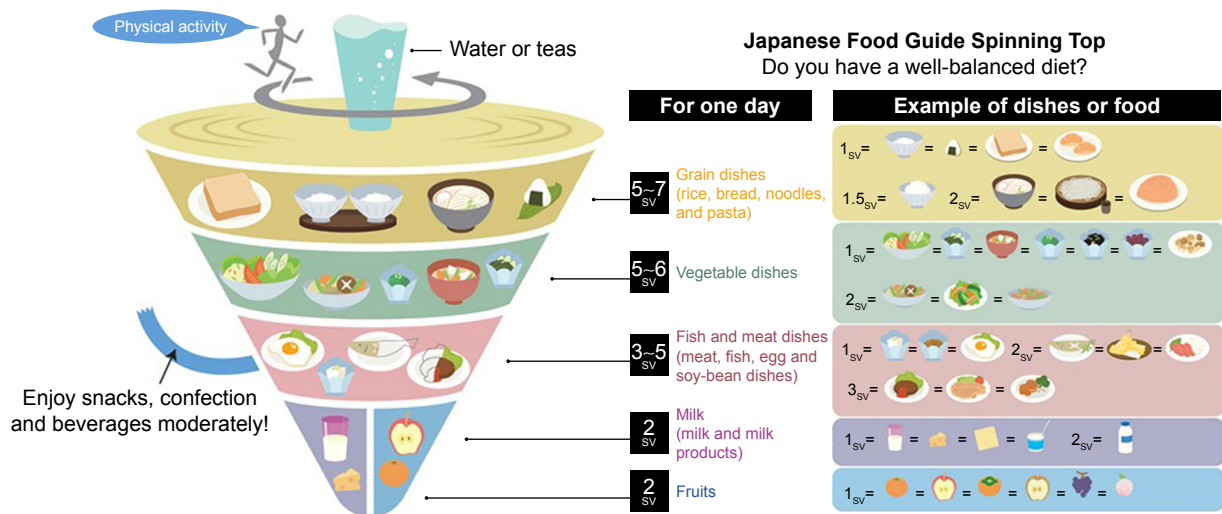 Physical activity
Water or teas
Enjoy snacks, confection
and beverages moderately!
Japanese Food Guide Spinning Top
Do you have a well-balanced diet?
For one day
Example of dishes or food
5~7
SV
Grain dishes
(rice, bread, noodles,
and pasta)
1SV= = = =
1.5SV= 2SV= = =
5~6
SV
Vegetable dishes
1SV= = = = = = =
2SV= = =
3~5
SV
Fish and meat dishes
(meat, fish, egg and
soy-bean dishes)
1SV= = = 2SV= = =
3SV= = =
2
SV
Milk
(milk and milk
products)
1SV= = = = 2SV=
2
SV
Fruits
1SV= = = = = =